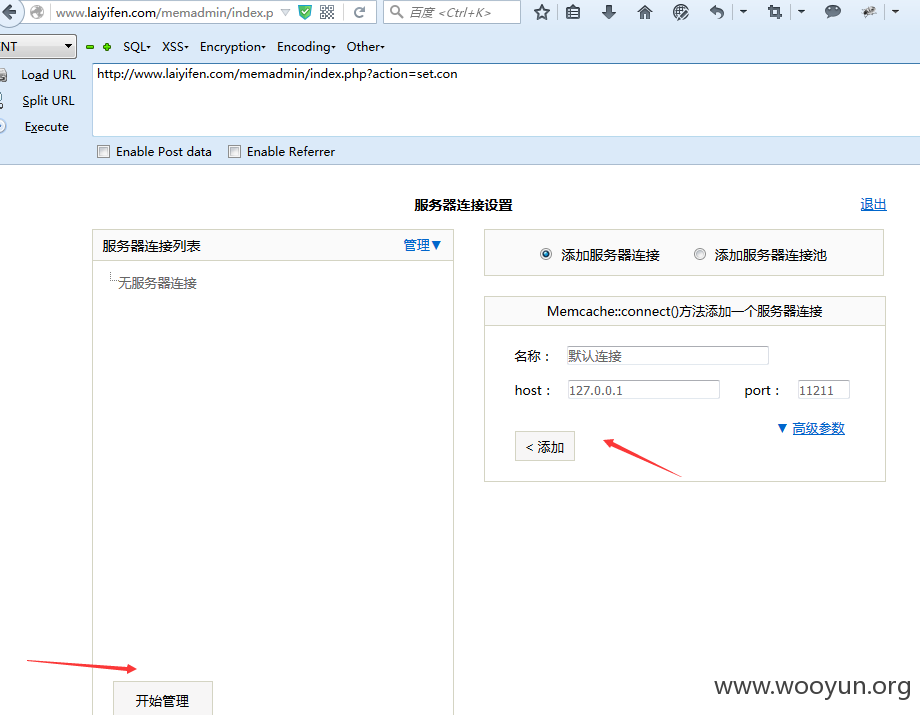 www.laiyifen.com/memadmin/index.p
百度 <Ctrl+K>
NT
SQL XSS Encryption Encoding Other
Load URL
http://www.laiyifen.com/memadmin/index.php?action=set.con
Split URL
Execute
Enable Post data Enable Referrer
服务器连接设置
退出
服务器连接列表
管理▼
无服务器连接
添加服务器连接 添加服务器连接池
Memcache::connect()方法添加一个服务器连接
名称： 默认连接
host： 127.0.0.1 port： 11211
▼ 高级参数
< 添加
开始管理
www.wooyun.org